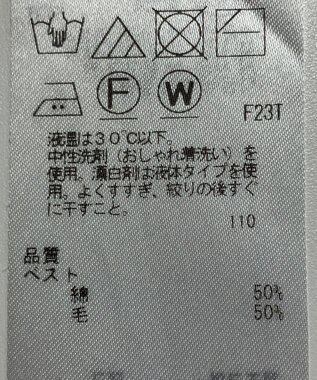 F W
F23T
液温は30℃以下。
中性洗剤（おしゃれ着洗い）を
使用。漂白剤は液体タイプを使
用。よくすすぎ、絞りの後すぐ
に干すこと。
110
品質
ベスト
綿 50%
毛 50%